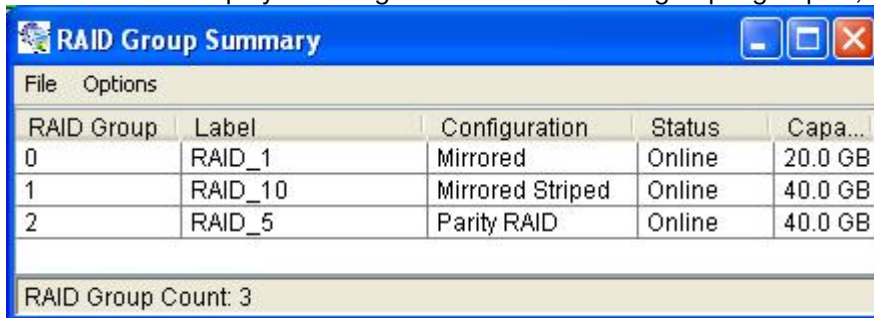 RAID Group Summary
File Options
RAID Group Label Configuration Status Capa...
0 RAID_1 Mirrored Online 20.0 GB
1 RAID_10 Mirrored Striped Online 40.0 GB
2 RAID_5 Parity RAID Online 40.0 GB
RAID Group Count: 3